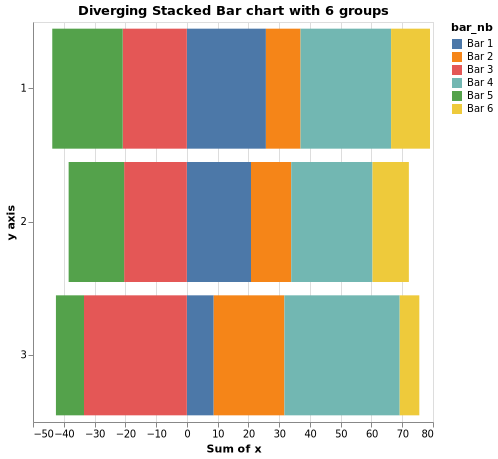 Diverging Stacked Bar chart with 6 groups
bar_nb
Bar 1
Bar 2
Bar 3
Bar 4
Bar 5
Bar 6
y axis
1
2
3
−50 −40 −30 −20 −10 0 10 20 30 40 50 60 70 80
Sum of x